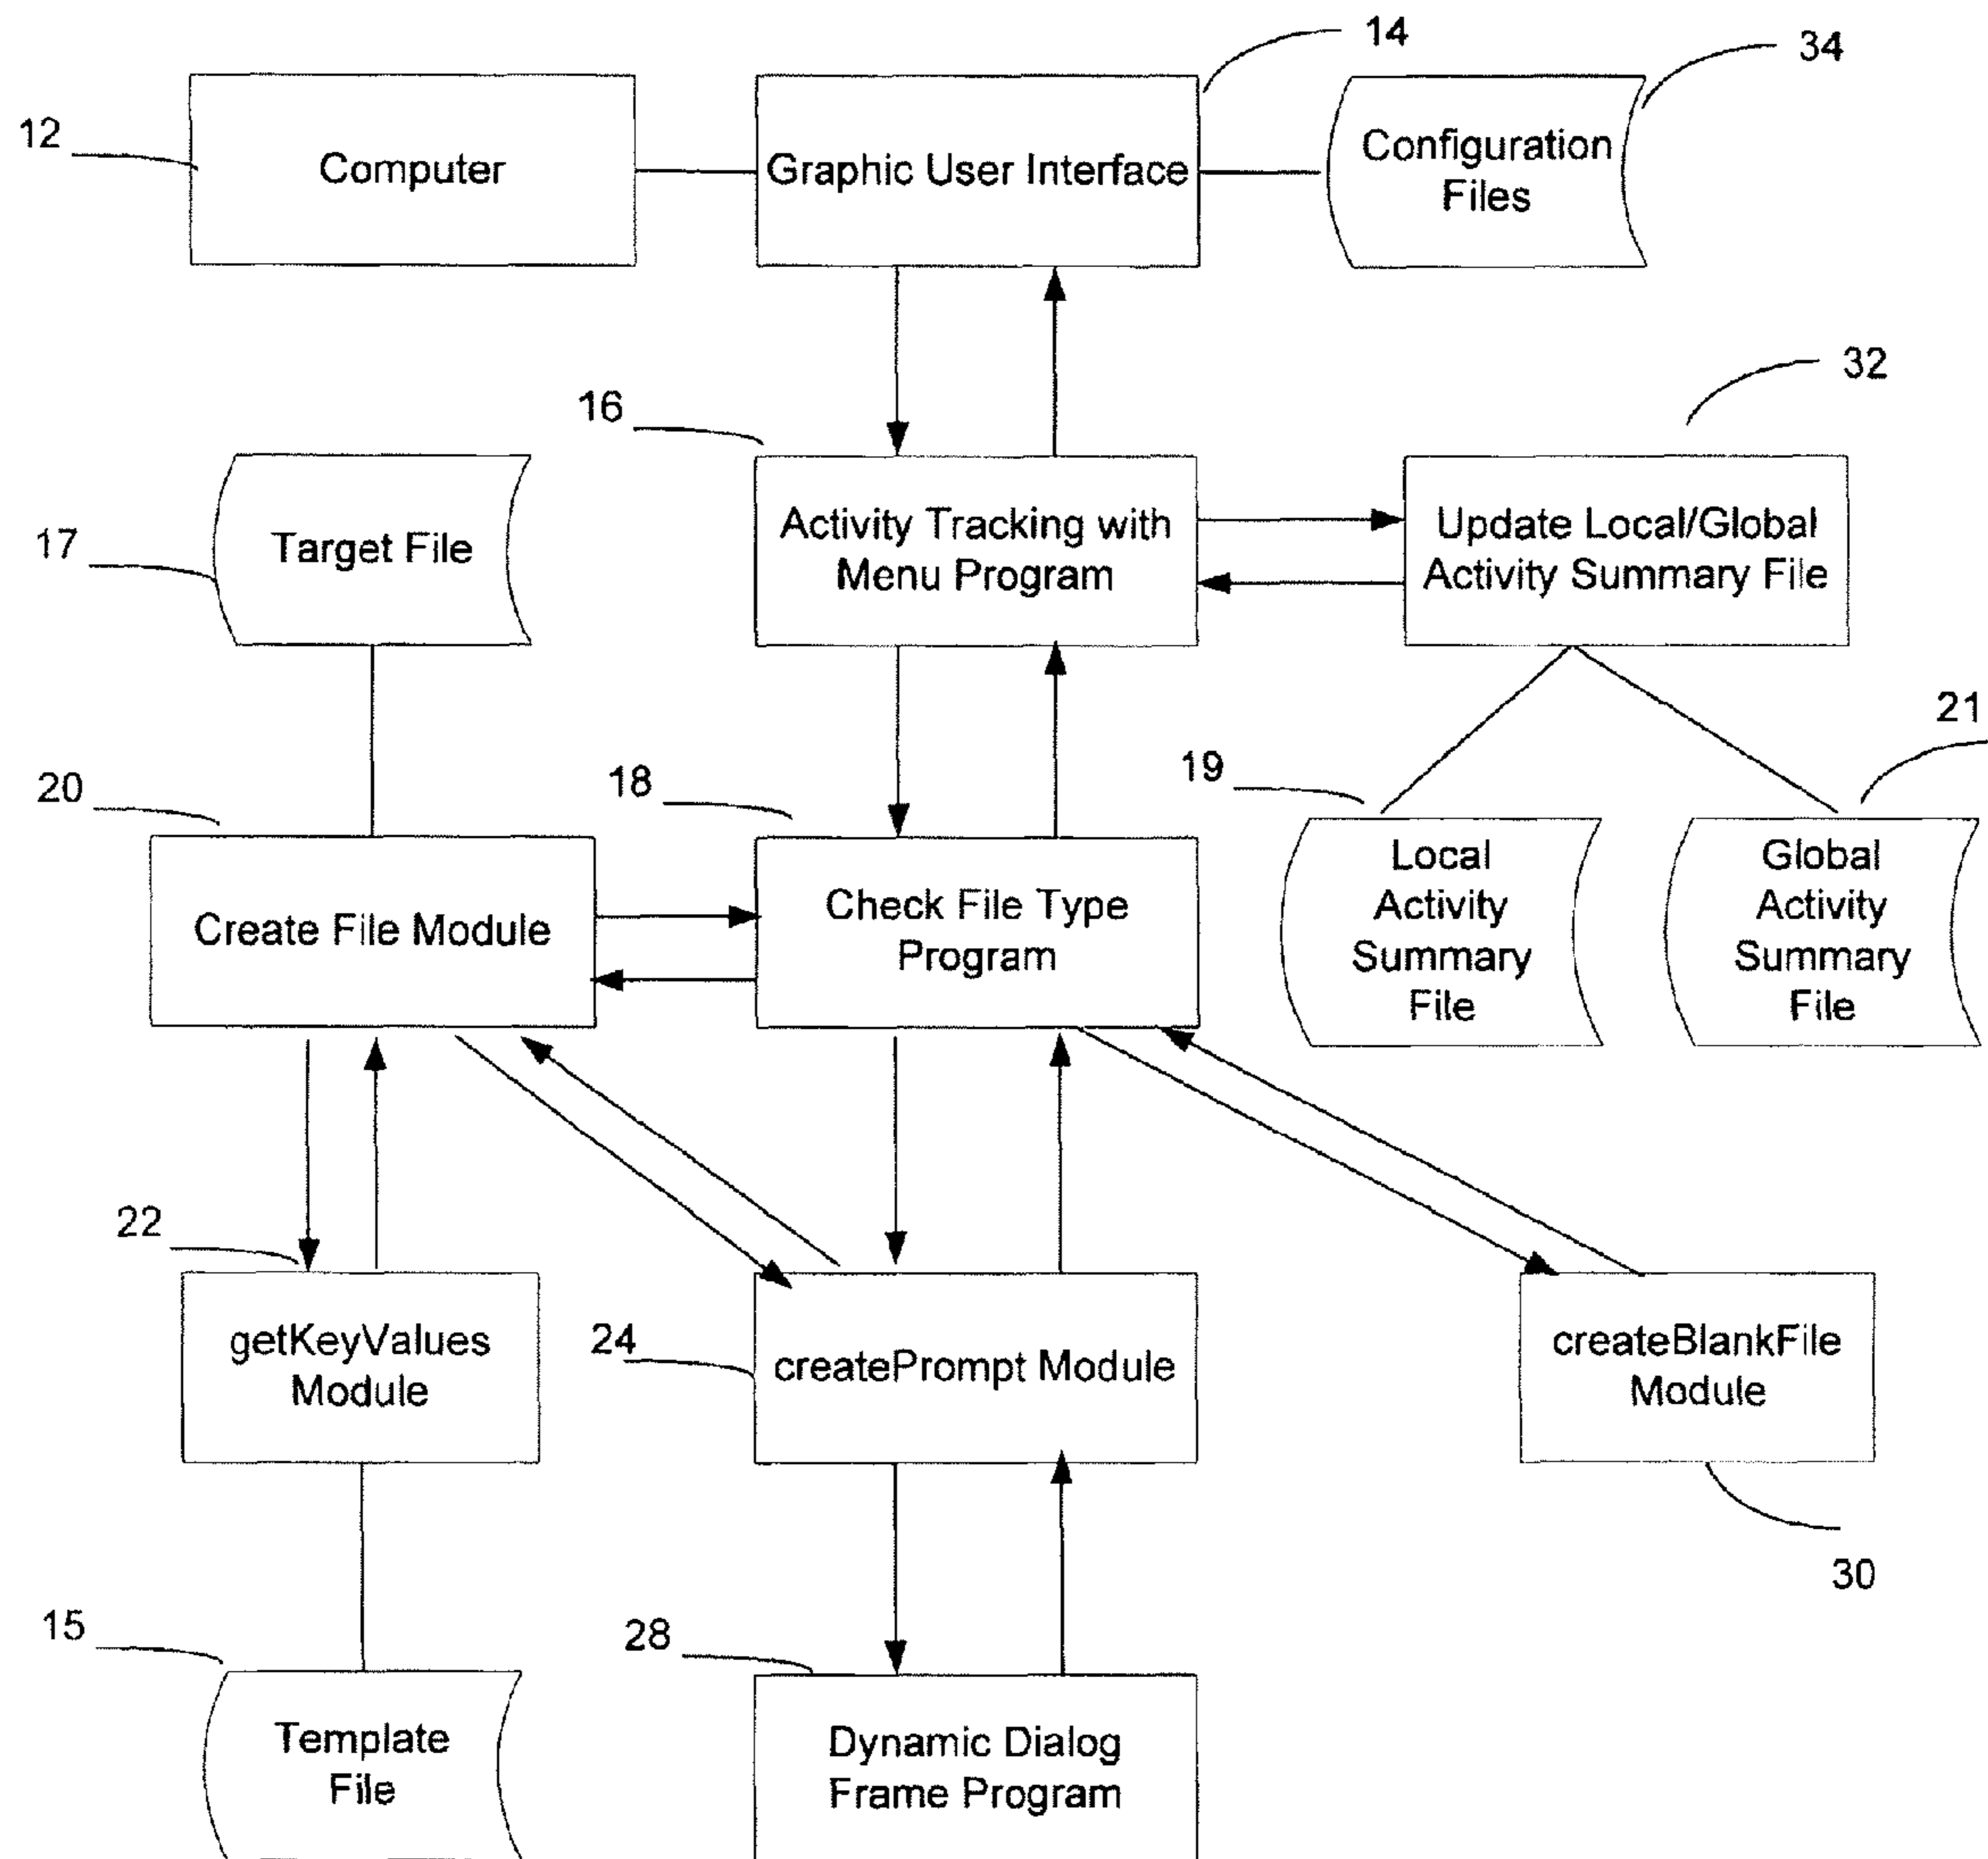 14
34
12
Computer
Graphic User Interface
Configuration
Files
32
16
17
Target File
Activity Tracking with
Menu Program
Update Local/Global
Activity Summary File
21
19
20
18
Create File Module
Check File Type
Program
Local
Activity
Summary
File
Global
Activity
Summary
File
22
24
getKeyValues
Module
createPrompt Module
createBlankFile
Module
30
15
28
Template
File
Dynamic Dialog
Frame Program